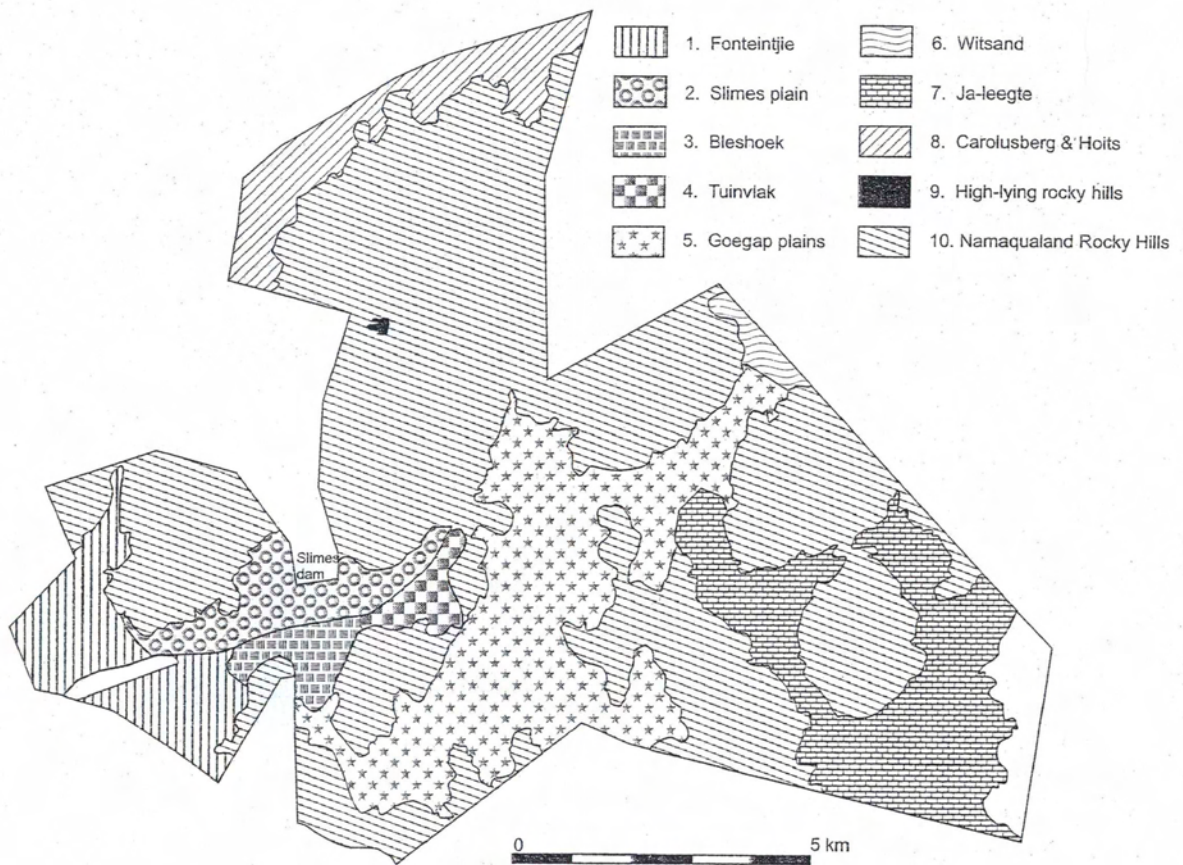 1. Fonteintjie
2. Slimes plain
3. Bleshoek
4. Tuinvlak
5. Goegap plains
6. Witsand
7. Ja-leegte
8. Carolusberg & Hoits
9. High-lying rocky hills
10. Namaqualand Rocky Hills
Slimes
dam
0 5 km